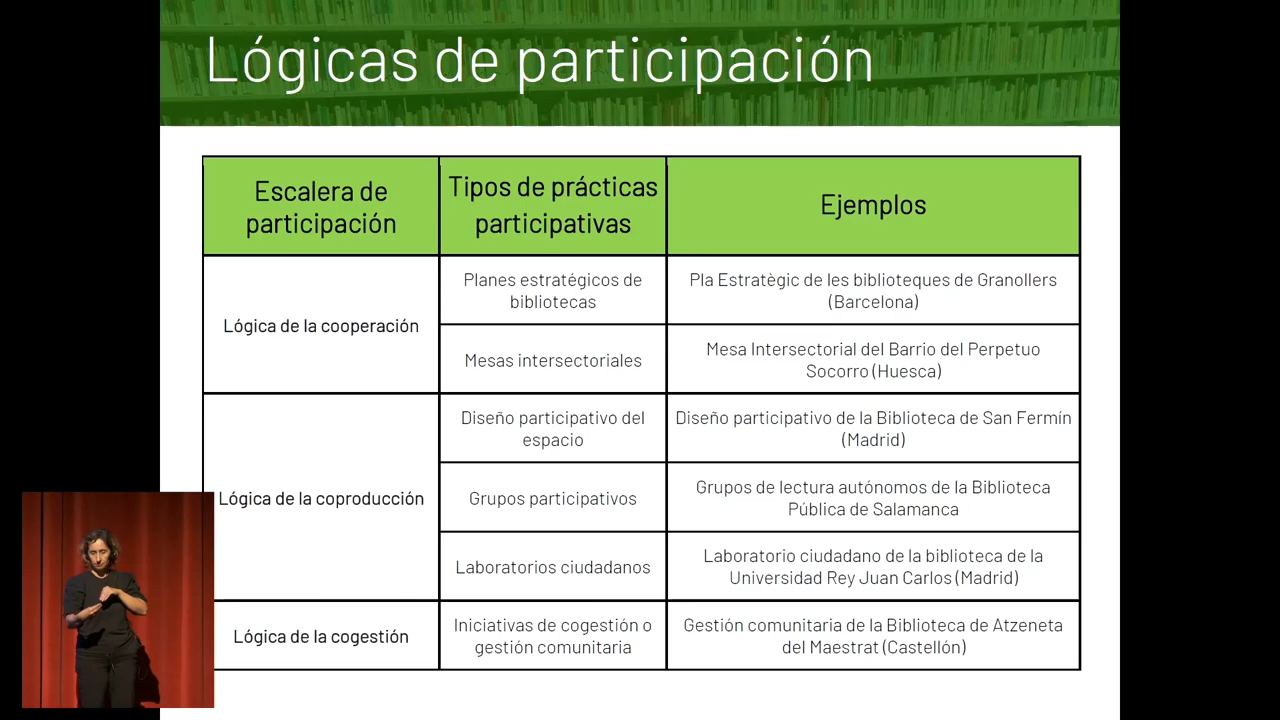 Lógicas de participación
Escalera de
participación
Tipos de prácticas
participativas
Ejemplos
Lógica de la cooperación
Planes estratégicos de
bibliotecas
Pla Estratègic de les biblioteques de Granollers
(Barcelona)
Mesas intersectoriales
Mesa Intersectorial del Barrio del Perpetuo
Socorro (Huesca)
Lógica de la coproducción
Diseño participativo del
espacio
Diseño participativo de la Biblioteca de San Fermín
(Madrid)
Grupos participativos
Grupos de lectura autónomos de la Biblioteca
Pública de Salamanca
Laboratorios ciudadanos
Laboratorio ciudadano de la biblioteca de la
Universidad Rey Juan Carlos (Madrid)
Lógica de la cogestión
Iniciativas de cogestión o
gestión comunitaria
Gestión comunitaria de la Biblioteca de Atzeneta
del Maestrat (Castellón)